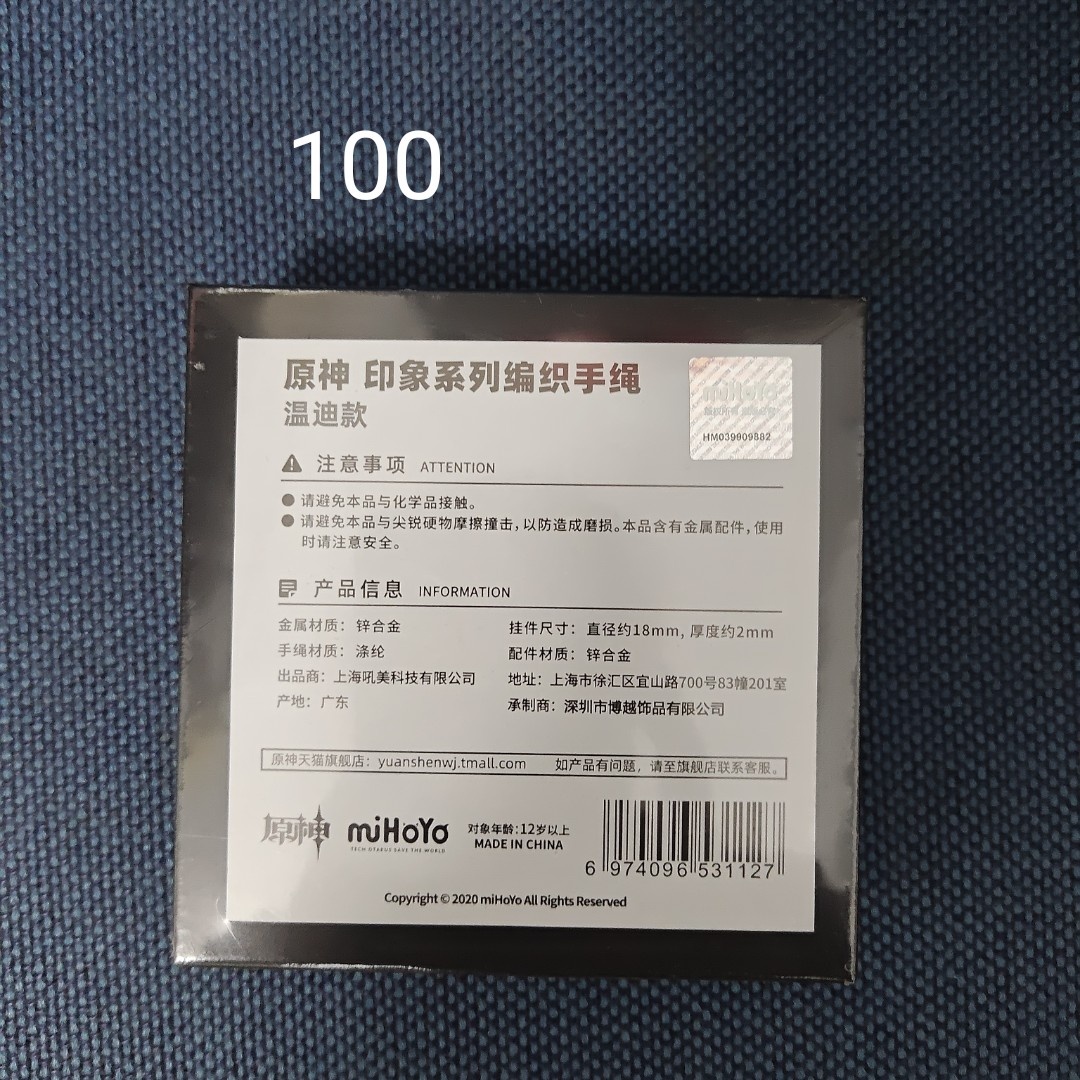 100
原神 印象系列编织手绳
温迪款
miHoYo
HM039909882
注意事项 ATTENTION
● 请避免本品与化学品接触。
● 请避免本品与尖锐硬物摩擦撞击,以防造成磨损。本品含有金属配件,使用
时请注意安全。
产品信息 INFORMATION
金属材质：锌合金
挂件尺寸：直径约18mm, 厚度约2mm
手绳材质：涤纶
配件材质：锌合金
出品商：上海吼美科技有限公司
地址：上海市徐汇区宜山路700号83幢201室
产地：广东
承制商：深圳市博越饰品有限公司
原神天猫旗舰店：yuanshenwj.tmall.com 如产品有问题，请至旗舰店联系客服。
原神
miHoYo
TECH OTAKUS SAVE THE WORLD
对象年龄:12岁以上
MADE IN CHINA
6 974096 531127
Copyright © 2020 miHoYo All Rights Reserved